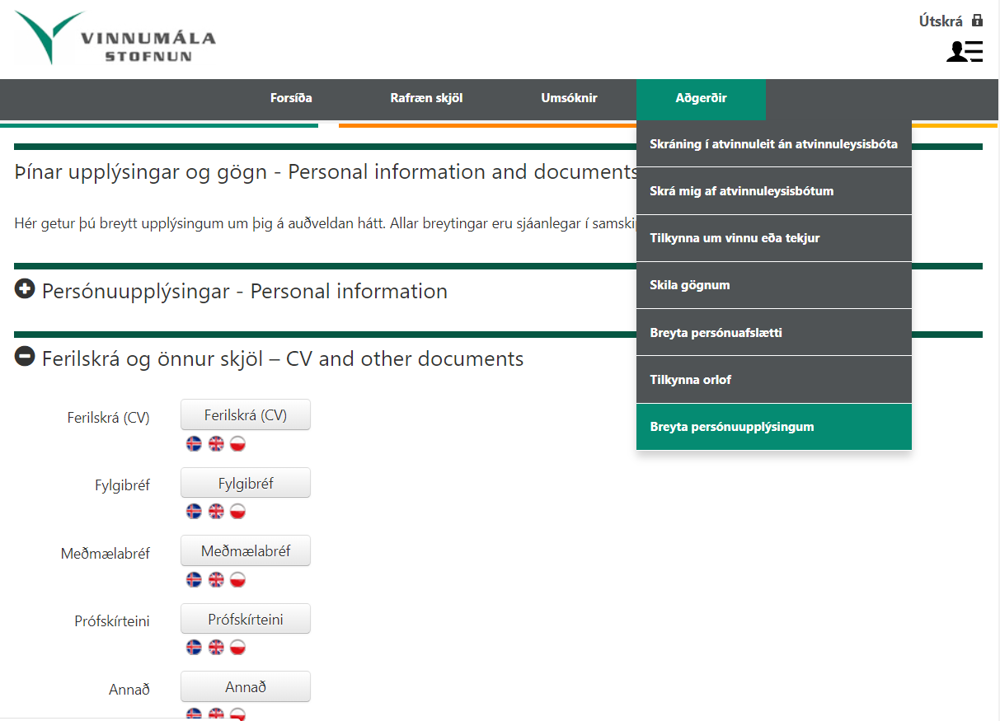 VINNUMÁLA
STOFNUN
Útskrá
Forsíða
Rafræn skjöl
Umsóknir
Aðgerðir
Skráning í atvinnuleit án atvinnuleysisbóta
Skrá mig af atvinnuleysisbótum
Tilkynna um vinnu eða tekjur
Skila gögnum
Breyta persónuafslætti
Tilkynna orlof
Breyta persónuupplýsingum
Þínar upplýsingar og gögn - Personal information and documents
Hér getur þú breytt upplýsingum um þig á auðveldan hátt. Allar breytingar eru sjáanlegar í
Persónuupplýsingar - Personal information
Ferilskrá og önnur skjöl – CV and other documents
Ferilskrá (CV)
Ferilskrá (CV)
Fylgibréf
Fylgibréf
Meðmælabréf
Meðmælabréf
Prófskírteini
Prófskírteini
Annað
Annað